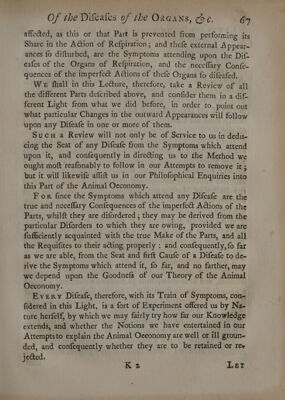 Of the Diseases of the ORGANS, &c. 67
affected, as this or that Part is prevented from performing its
Share in the Action of Respiration; and these external Appear-
ances so disturbed, are the Symptoms attending upon the Dis-
eases of the Organs of Respiration, and the necessary Conse-
quences of the imperfect Actions of these Organs so diseased.
WE shall in this Lecture, therefore, take a Review of all
the different Parts described above, and consider them in a dif-
ferent Light from what we did before, in order to point out
what particular Changes in the outward Appearances will follow
upon any Disease in one or more of them.
SUCH a Review will not only be of Service to us in dedu-
cing the Seat of any Disease from the Symptoms which attend
upon it, and consequently in directing us to the Method we
ought most reasonably to follow in our Attempts to remove it;
but it will likewise assist us in our Philosophical Enquiries into
this Part of the Animal Oeconomy.
FOR since the Symptoms which attend any Disease are the
true and necessary Consequences of the imperfect Actions of the
Parts, whilst they are disordered; they may be derived from the
particular Disorders to which they are owing, provided we are
sufficiently acquainted with the true Make of the Parts, and all
the Requisites to their acting properly: and consequently, so far
as we are able, from the Seat and first Cause of a Disease to de-
rive the Symptoms which attend it, so far, and no farther, may
we depend upon the Goodness of our Theory of the Animal
Oeconomy.
EVERY Disease, therefore, with its Train of Symptoms, con-
sidered in this Light, is a sort of Experiment offered us by Na-
ture herself, by which we may fairly try how far our Knowledge
extends, and whether the Notions we have entertained in our
Attempts to explain the Animal Oeconomy are well or ill groun-
ded, and consequently whether they are to be retained or re-
jected.
K 2 LET